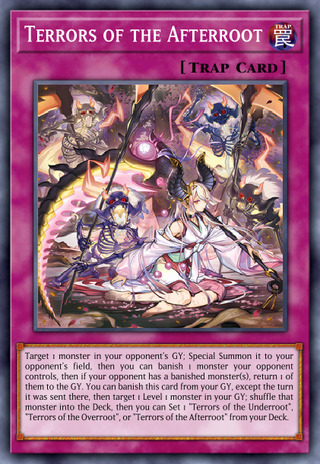 Terrors of the Afterroot
TRAP
罠
[Trap Card]
Target 1 monster in your opponent's GY; Special Summon it to your
opponent's field, then you can banish 1 monster your opponent
controls, then if your opponent has a banished monster(s), return 1 of
them to the GY. You can banish this card from your GY, except the turn
it was sent there, then target 1 Level 1 monster in your GY; shuffle that
monster into the Deck, then you can Set 1 "Terrors of the Underroot",
"Terrors of the Overroot", or "Terrors of the Afterroot" from your Deck.